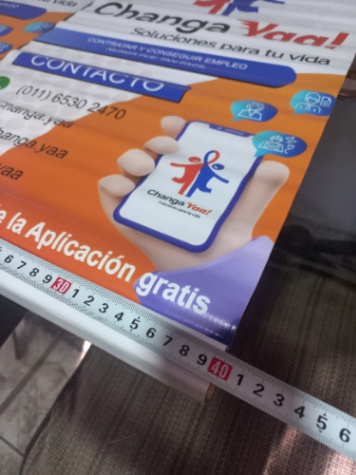 Changa Yaa!
Soluciones para tu vida
CONTRATAR Y CONSEGUIR EMPLEO
CONTACTO
(011) 6530 2470
changa.yaa
hanga.yaa
yaa
Changa Yaa!
la Aplicación gratis
6 7 8 9 30 1 2 3 4 5 6 7 8 9 40 1 2 3 4 5 6